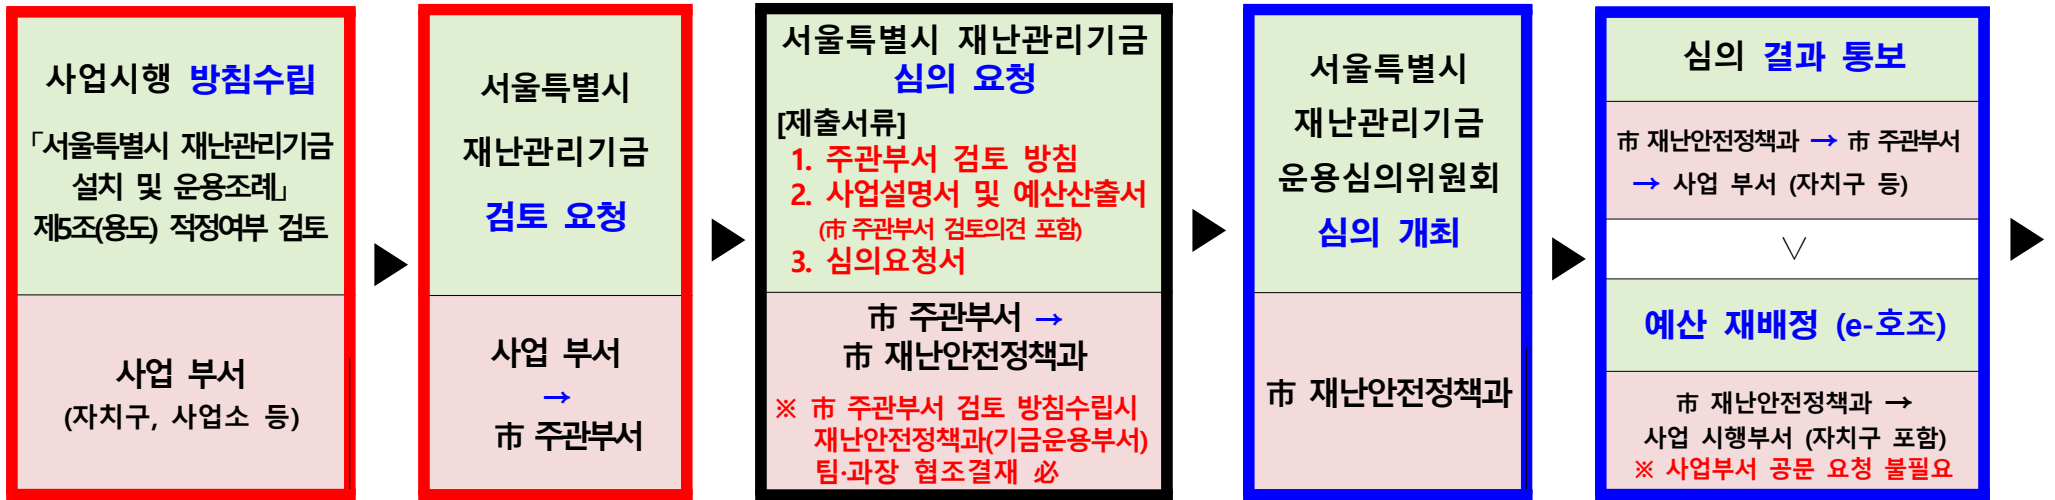 사업시행 방침수립
「서울특별시 재난관리기금
설치 및 운용조례」
제5조(용도) 적정여부 검토
사업 부서
(자치구, 사업소 등)
서울특별시
재난관리기금
검토 요청
사업 부서
→
市 주관부서
서울특별시 재난관리기금
심의 요청
[제출서류]
1. 주관부서 검토 방침
2. 사업설명서 및 예산산출서
(市 주관부서 검토의견 포함)
3. 심의요청서
市 주관부서 →
市 재난안전정책과
※ 市 주관부서 검토 방침수립시
재난안전정책과(기금운용부서)
팀·과장 협조결재 必
서울특별시
재난관리기금
운용심의위원회
심의 개최
市 재난안전정책과
심의 결과 통보
市 재난안전정책과 → 市 주관부서
→ 사업 부서 (자치구 등)
▽
예산 재배정 (e-호조)
市 재난안전정책과 →
사업 시행부서 (자치구 포함)
※ 사업부서 공문 요청 불필요